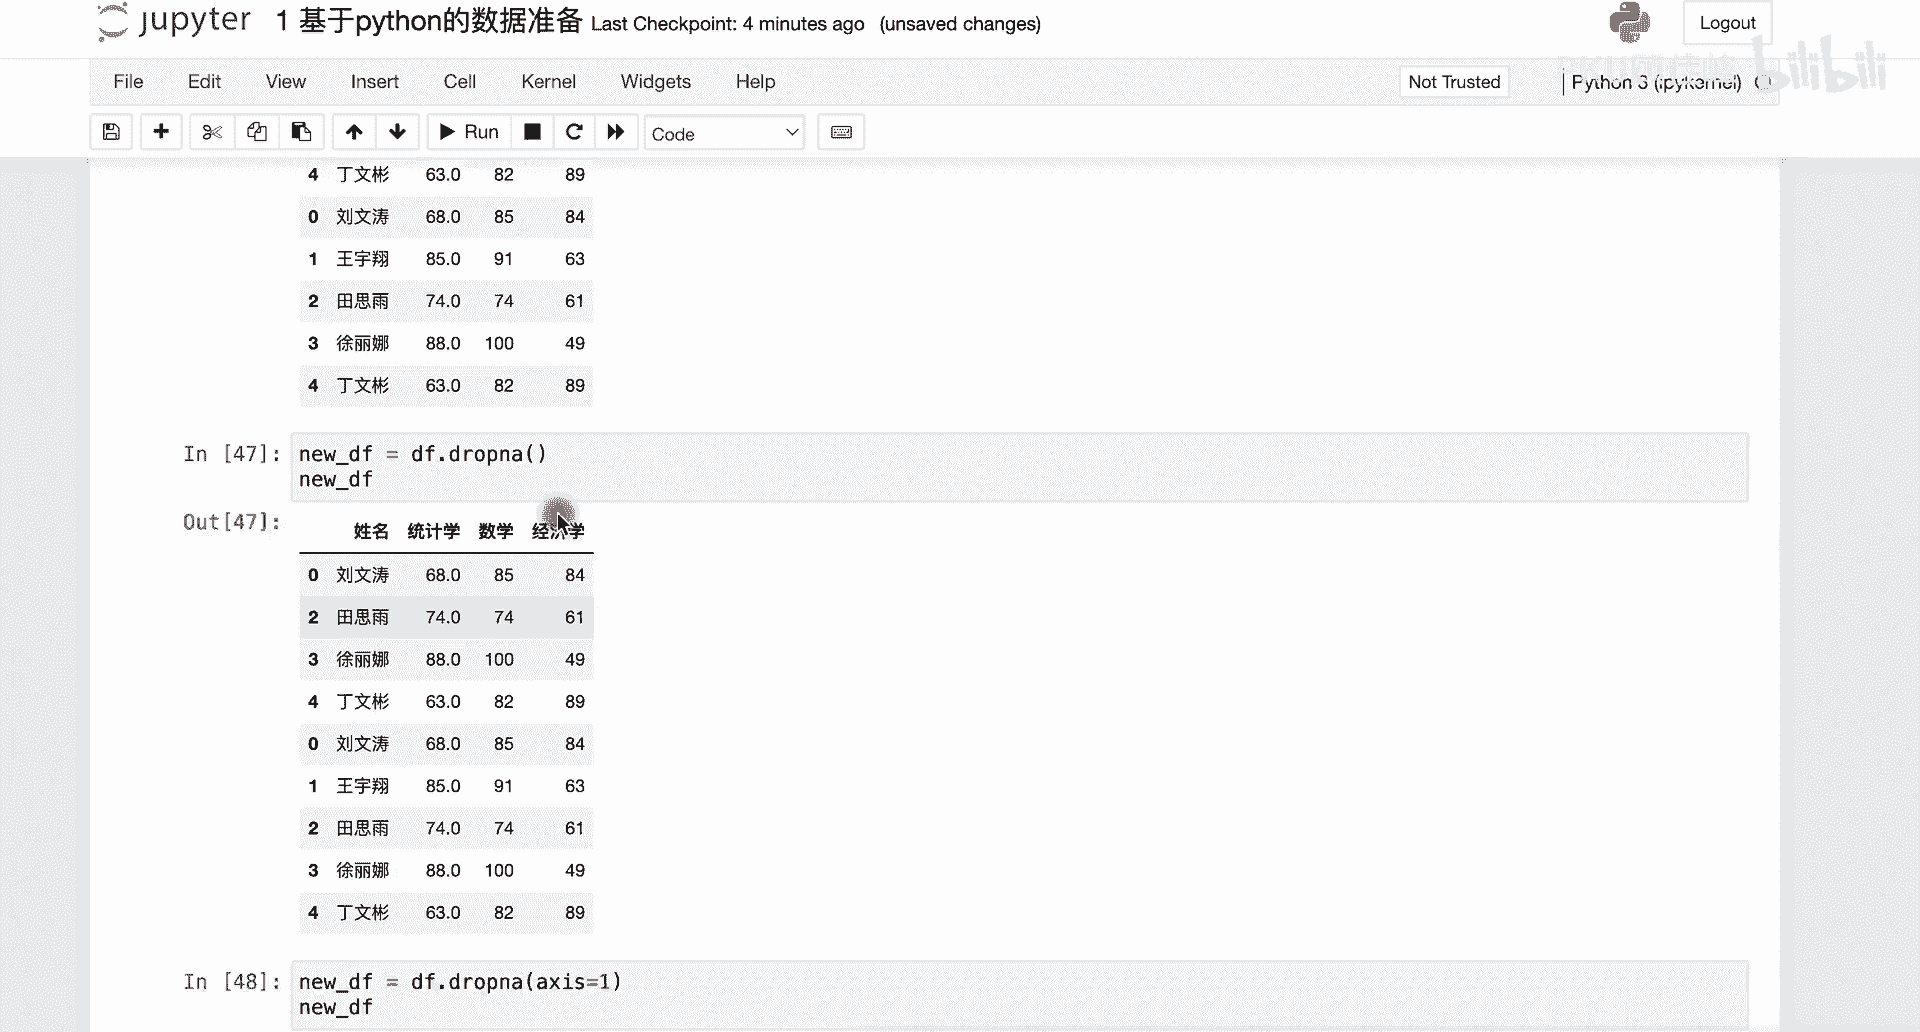 jupyter 1 基于python的数据准备 Last Checkpoint: 4 minutes ago (unsaved changes)
Logout
File Edit View Insert Cell Kernel Widgets Help
Not Trusted
Python 3 (ipykernel)
bilibili
Run
Code
4 丁文彬 63.0 82 89
0 刘文涛 68.0 85 84
1 王宇翔 85.0 91 63
2 田思雨 74.0 74 61
3 徐丽娜 88.0 100 49
4 丁文彬 63.0 82 89
In [47]: new_df = df.dropna()
new_df
Out[47]:
姓名 统计学 数学 经济学
0 刘文涛 68.0 85 84
2 田思雨 74.0 74 61
3 徐丽娜 88.0 100 49
4 丁文彬 63.0 82 89
0 刘文涛 68.0 85 84
1 王宇翔 85.0 91 63
2 田思雨 74.0 74 61
3 徐丽娜 88.0 100 49
4 丁文彬 63.0 82 89
In [48]: new_df = df.dropna(axis=1)
new_df